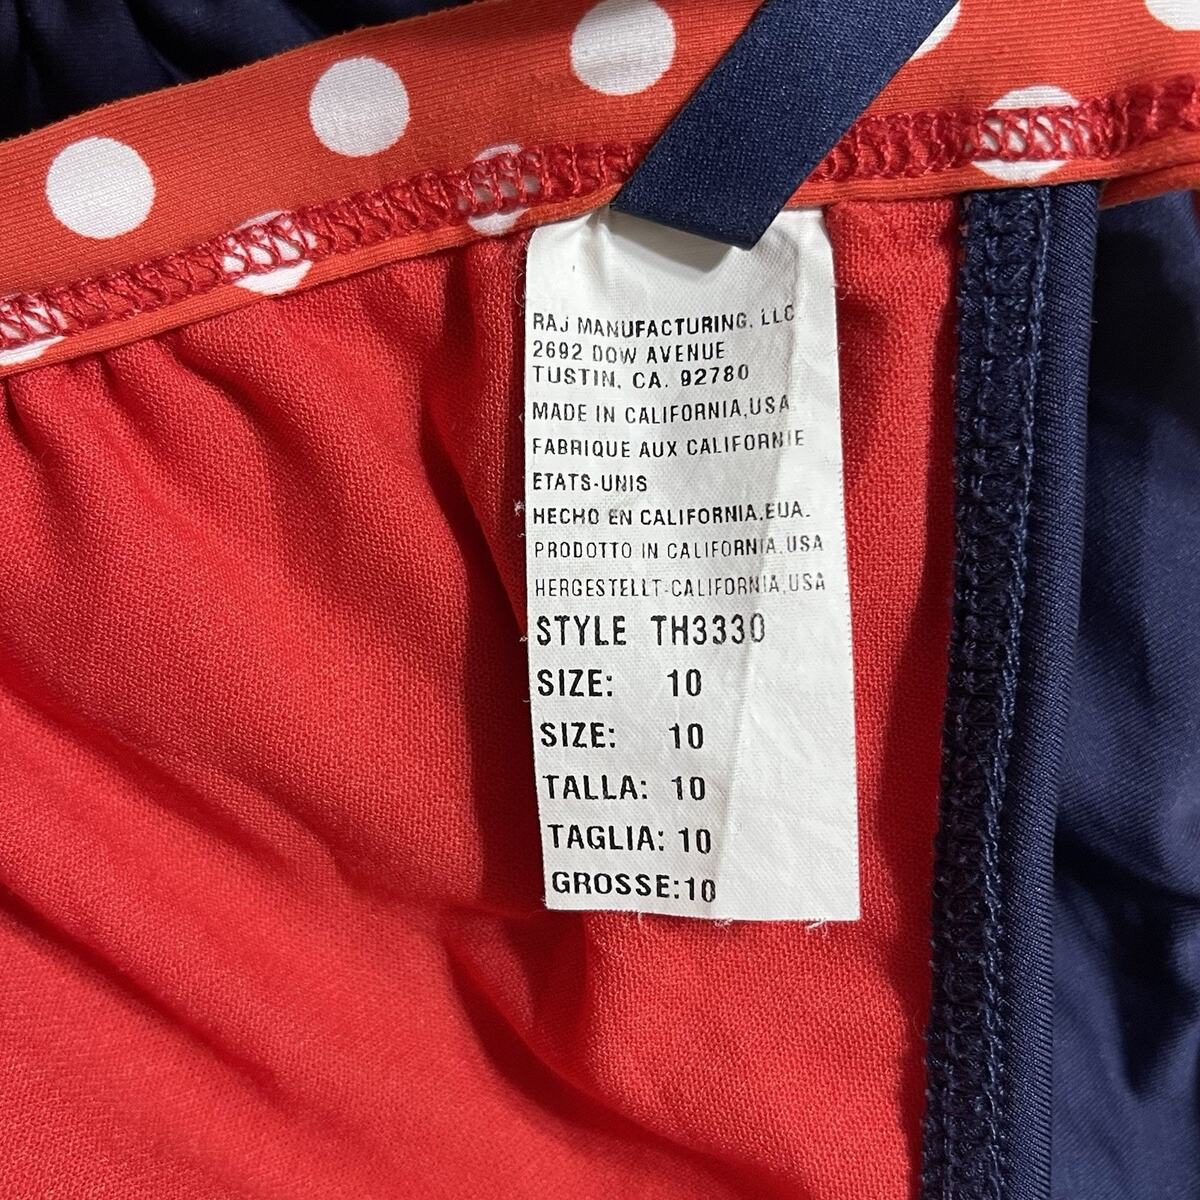 RAJ MANUFACTURING, LLC
2692 DOW AVENUE
TUSTIN, CA. 92780
MADE IN CALIFORNIA,USA
FABRIQUE AUX CALIFORNIE
ETATS-UNIS
HECHO EN CALIFORNIA,EUA.
PRODOTTO IN CALIFORNIA.USA
HERGESTELLT-CALIFORNIA,USA
STYLE TH3330
SIZE: 10
SIZE: 10
TALLA: 10
TAGLIA: 10
GROSSE:10